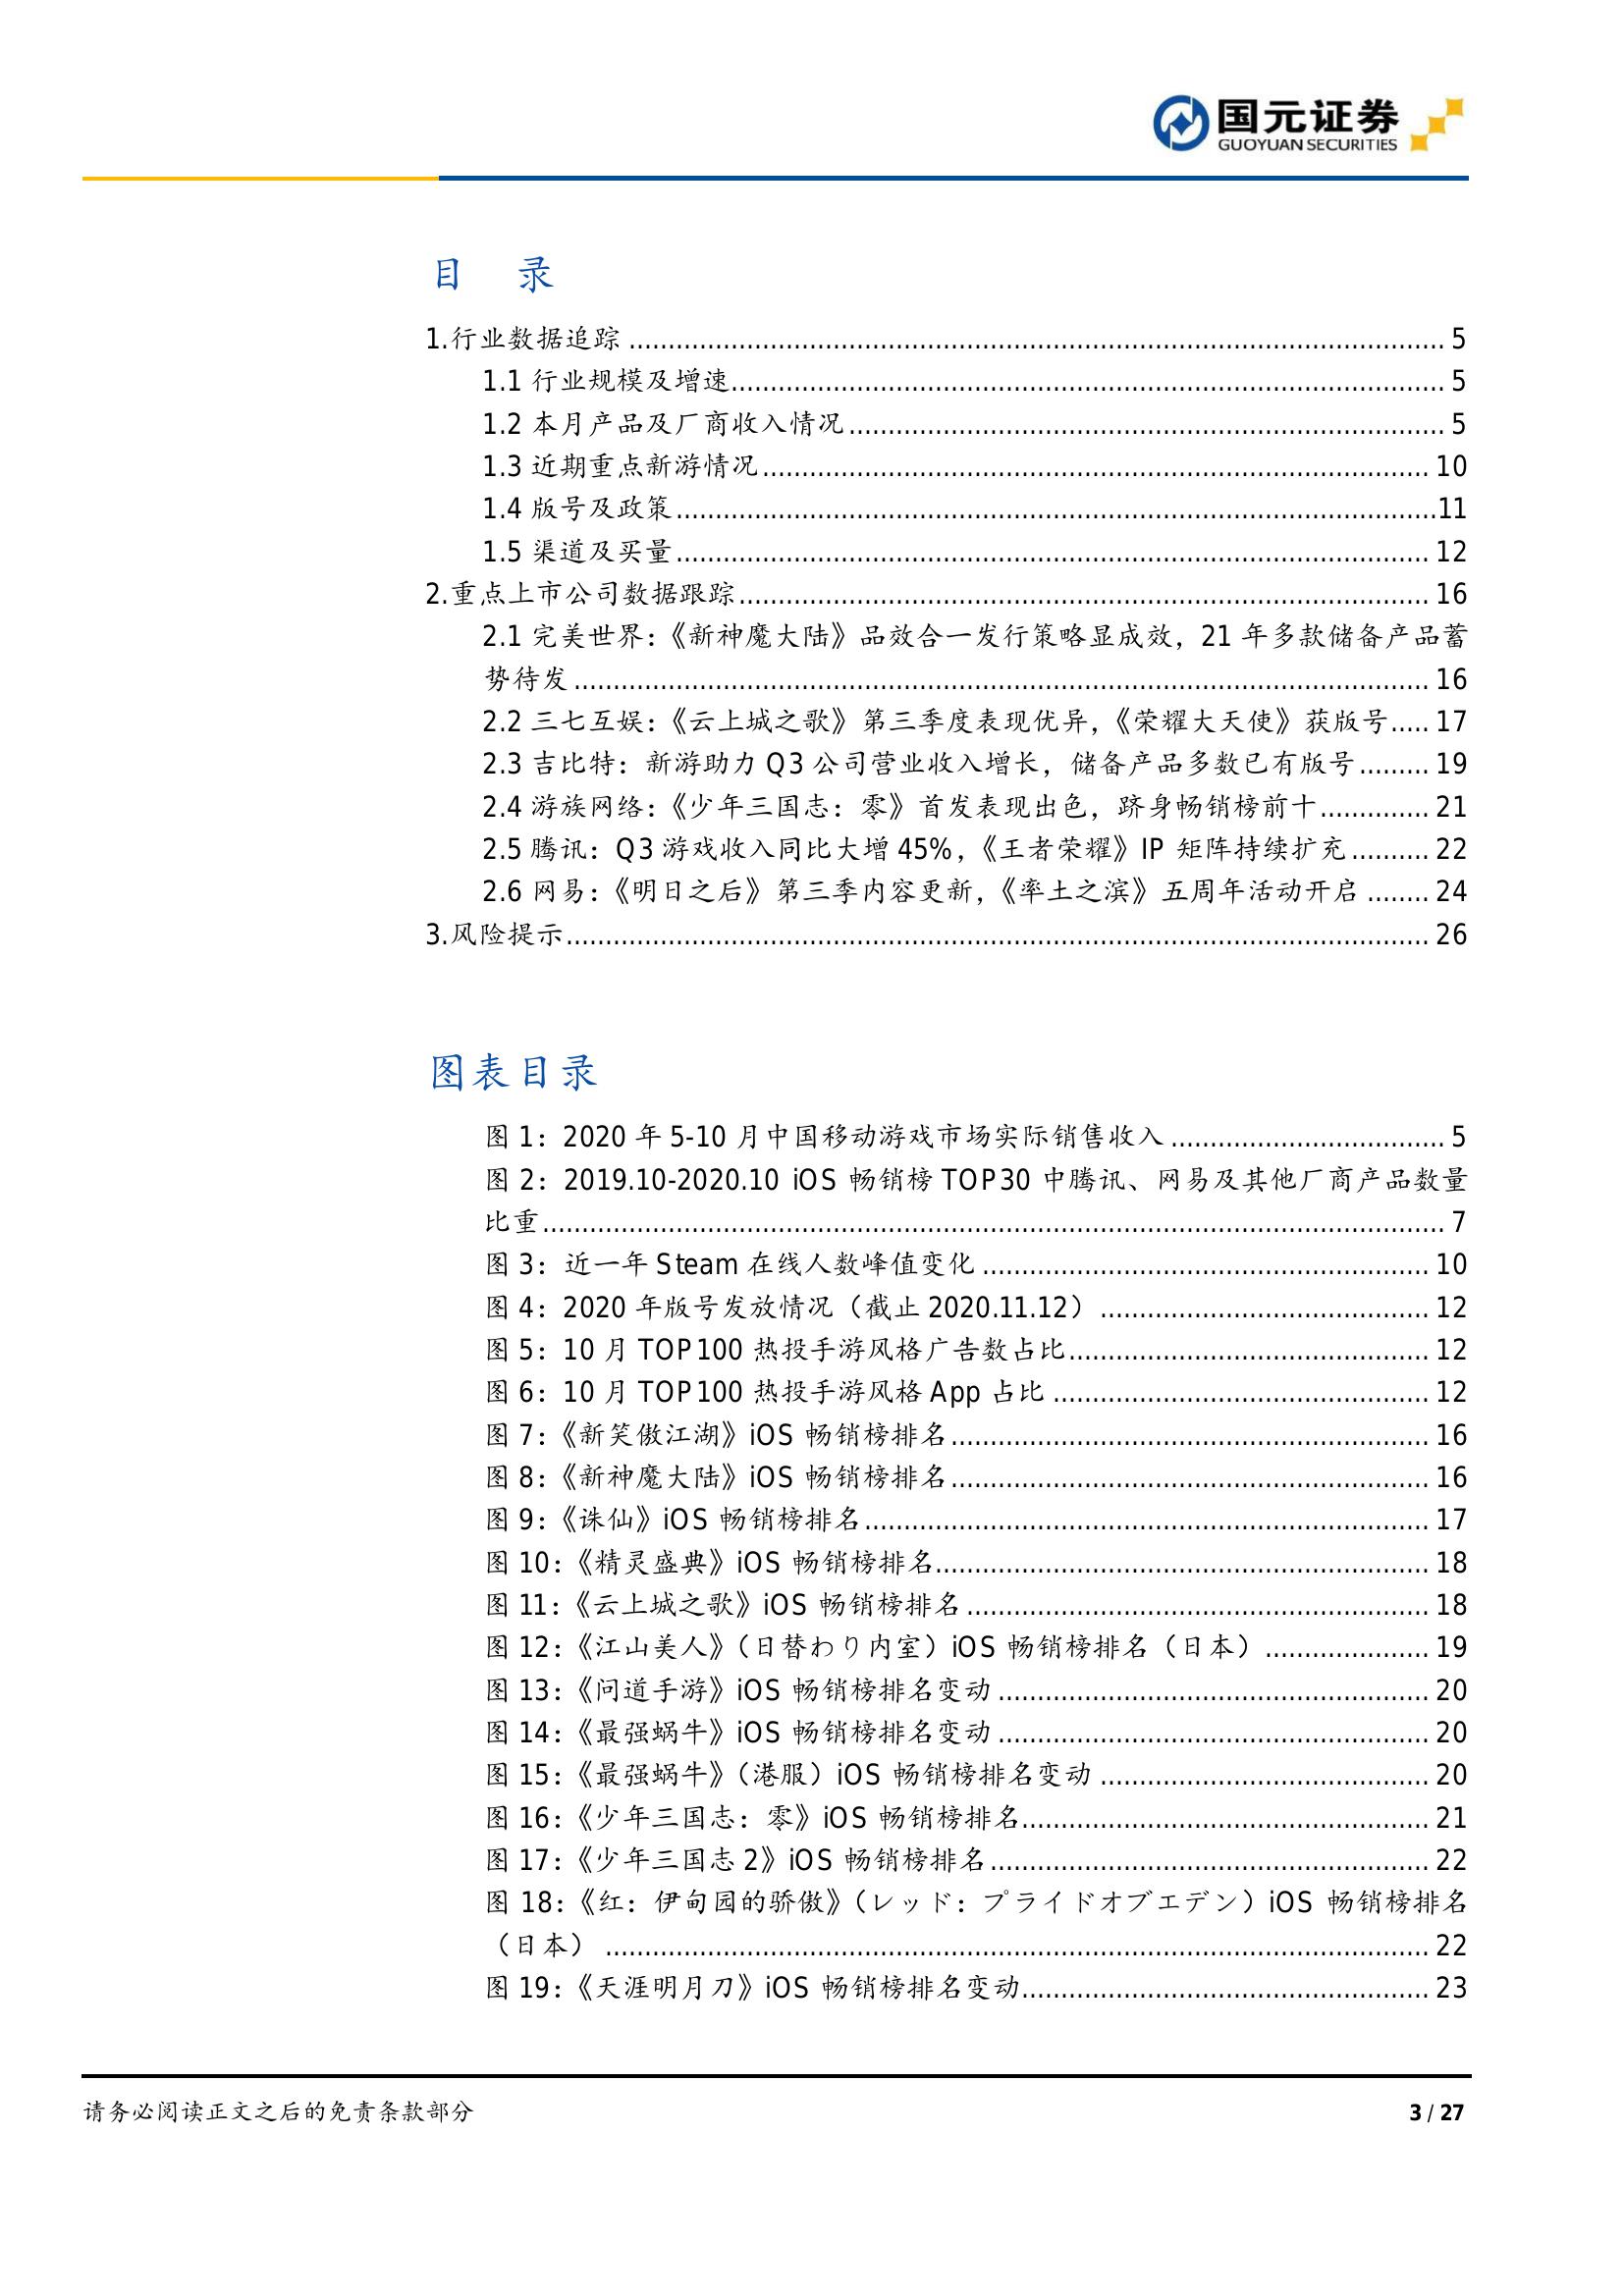 国元证券
GUOYUAN SECURITIES
目 录
1.行业数据追踪 ........ 5
1.1 行业规模及增速........ 5
1.2 本月产品及厂商收入情况........ 5
1.3 近期重点新游情况........ 10
1.4 版号及政策........ 11
1.5 渠道及买量........ 12
2.重点上市公司数据跟踪........ 16
2.1 完美世界:《新神魔大陆》品效合一发行策略显成效，21 年多款储备产品蓄
势待发........ 16
2.2 三七互娱:《云上城之歌》第三季度表现优异,《荣耀大天使》获版号..... 17
2.3 吉比特：新游助力 Q3 公司营业收入增长，储备产品多数已有版号......... 19
2.4 游族网络:《少年三国志：零》首发表现出色，跻身畅销榜前十.............. 21
2.5 腾讯：Q3 游戏收入同比大增 45%,《王者荣耀》IP 矩阵持续扩充.......... 22
2.6 网易:《明日之后》第三季内容更新,《率土之滨》五周年活动开启 ........ 24
3.风险提示........ 26
图表目录
图 1：2020 年 5-10 月中国移动游戏市场实际销售收入........ 5
图 2：2019.10-2020.10 iOS 畅销榜 TOP30 中腾讯、网易及其他厂商产品数量
比重........ 7
图 3：近一年 Steam 在线人数峰值变化 ........ 10
图 4：2020 年版号发放情况（截止 2020.11.12） ........ 12
图 5：10 月 TOP100 热投手游风格广告数占比........ 12
图 6：10 月 TOP100 热投手游风格 App 占比 ........ 12
图 7:《新笑傲江湖》iOS 畅销榜排名........ 16
图 8:《新神魔大陆》iOS 畅销榜排名........ 16
图 9:《诛仙》iOS 畅销榜排名........ 17
图 10:《精灵盛典》iOS 畅销榜排名........ 18
图 11:《云上城之歌》iOS 畅销榜排名........ 18
图 12:《江山美人》（日替わり内室）iOS 畅销榜排名（日本）........ 19
图 13:《问道手游》iOS 畅销榜排名变动 ........ 20
图 14:《最强蜗牛》iOS 畅销榜排名变动 ........ 20
图 15:《最强蜗牛》（港服）iOS 畅销榜排名变动 ........ 20
图 16:《少年三国志：零》iOS 畅销榜排名........ 21
图 17:《少年三国志 2》iOS 畅销榜排名........ 22
图 18:《红：伊甸园的骄傲》（レッド：プライドオブエデン）iOS 畅销榜排名
（日本） ........ 22
图 19:《天涯明月刀》iOS 畅销榜排名变动........ 23
请务必阅读正文之后的免责条款部分
3 / 27